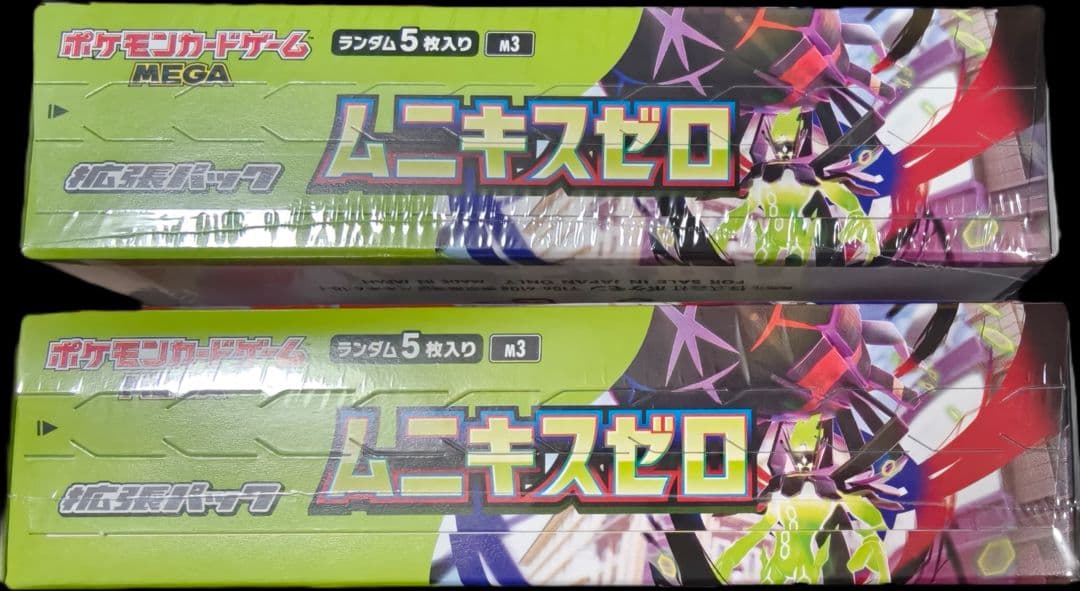 ポケモンカードゲーム™
MEGA
ランダム5枚入り M3
ムニキスゼロ
拡張パック
FOR SALE IN JAPAN ONLY MADE IN JAPAN
ポケモンカードゲーム
ランダム5枚入り M3
ムニキスゼロ
拡張パック